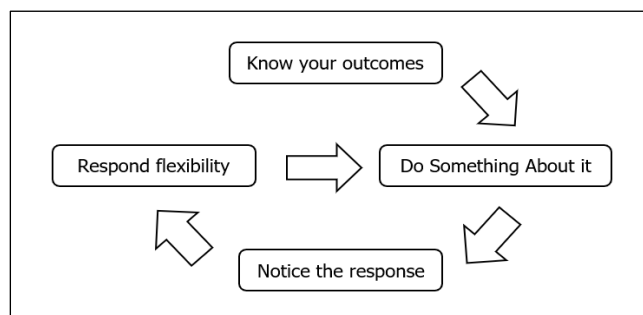 Know your outcomes
Respond flexibility
Do Something About it
Notice the response